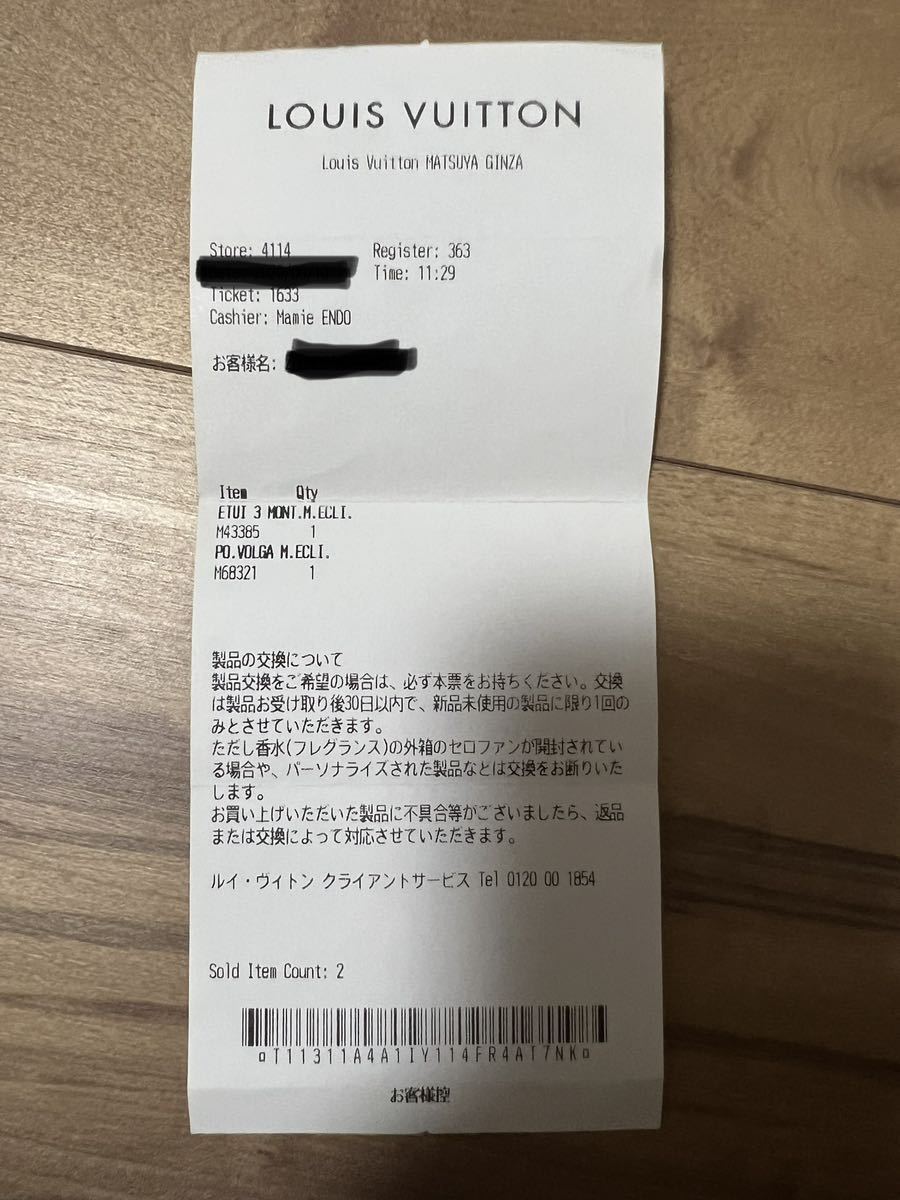 LOUIS VUITTON
Louis Vuitton MATSUYA GINZA
Store: 4114 Register: 363
Time: 11:29
Ticket: 1633
Cashier: Mamie ENDO
お客様名:
Item Qty
ETUI 3 MONT.M.ECLI.
M43385 1
PO.VOLGA M.ECLI.
M68321 1
製品の交換について
製品交換をご希望の場合は、必ず本票をお持ちください。交換
は製品お受け取り後30日以内で、新品未使用の製品に限り1回の
みとさせていただきます。
ただし香水(フレグランス)の外箱のセロファンが開封されてい
る場合や、パーソナライズされた製品などは交換をお断りいた
します。
お買い上げいただいた製品に不具合等がございましたら、返品
または交換によって対応させていただきます。
ルイ・ヴィトン クライアントサービス Tel 0120 00 1854
Sold Item Count: 2
¤T11311A4A1IY114FR4AT7NK¤
お客様控